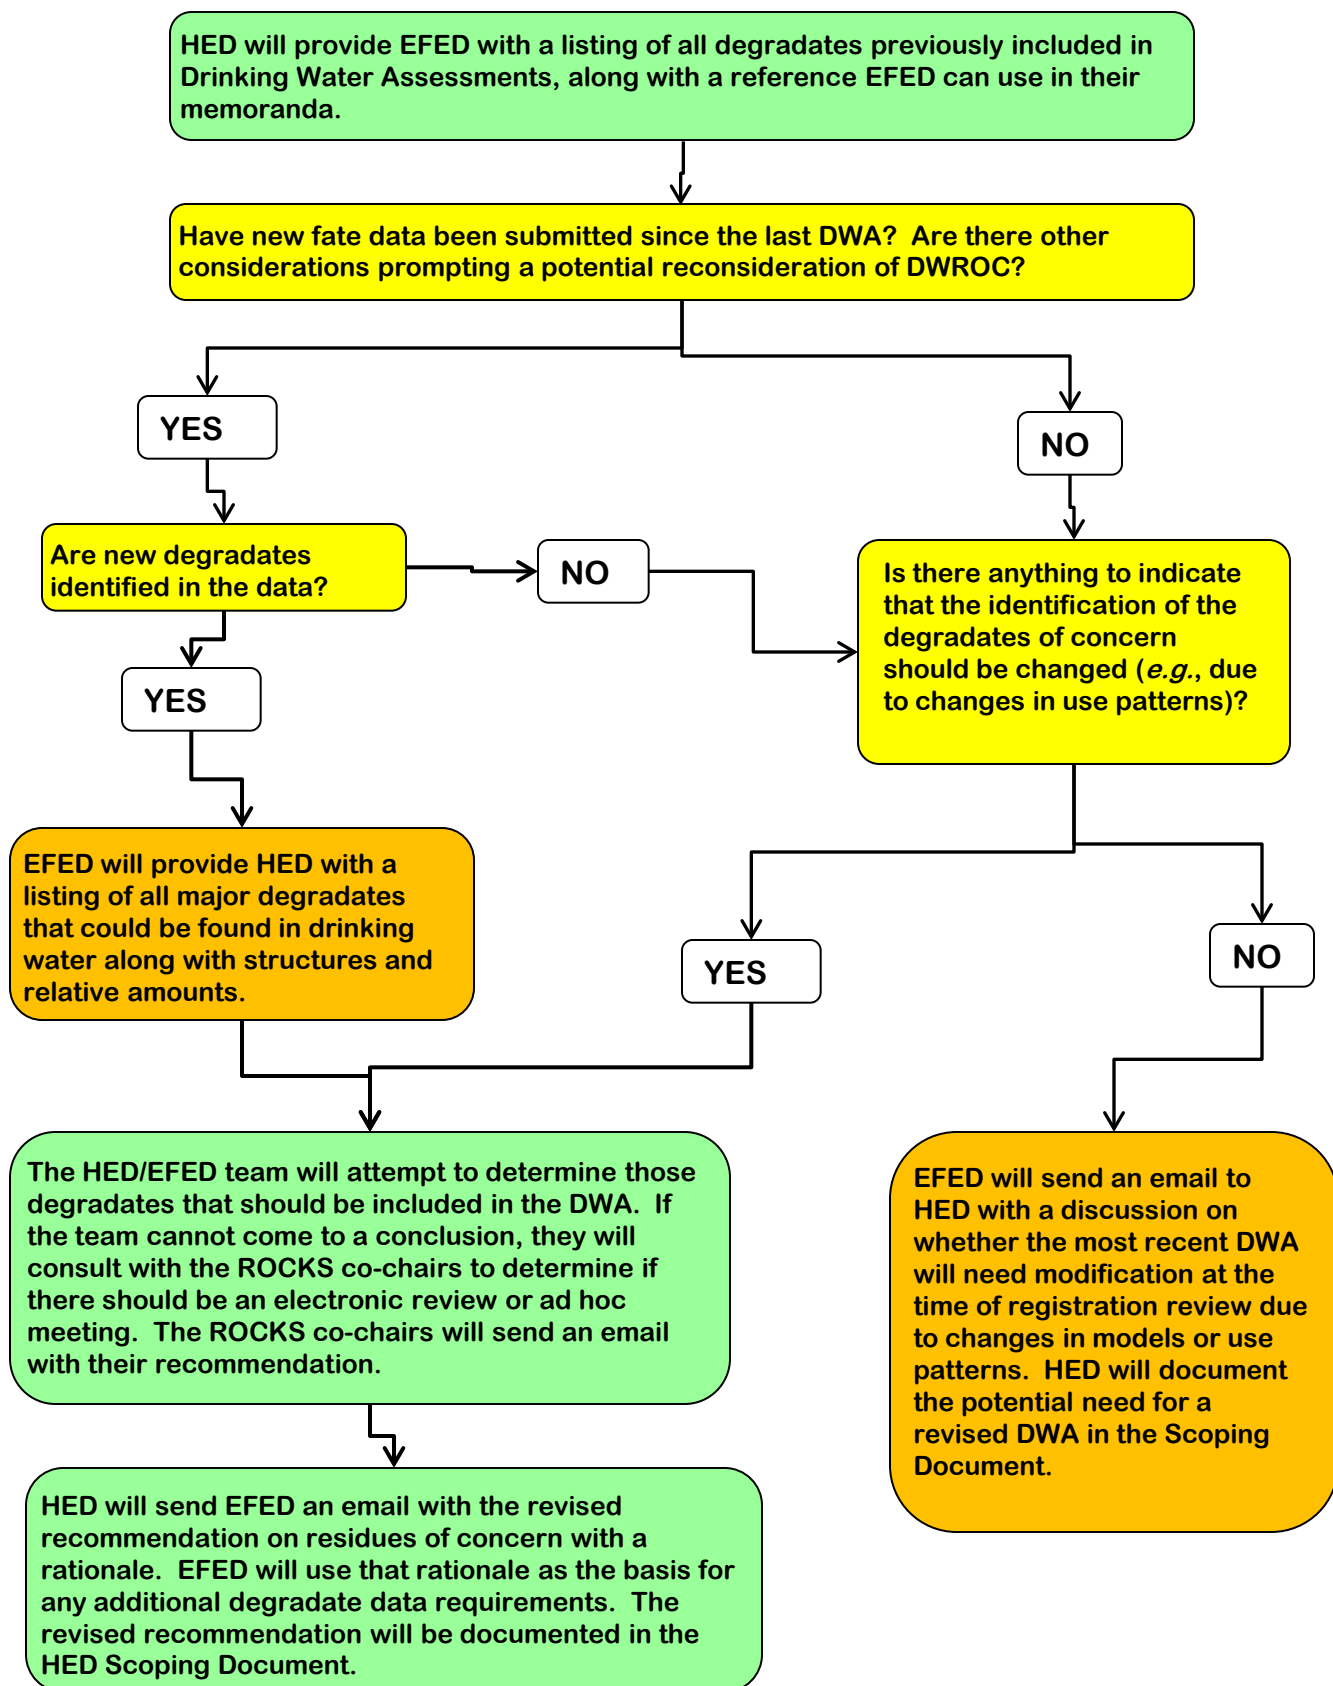 HED will provide EFED with a listing of all degradates previously included in
Drinking Water Assessments, along with a reference EFED can use in their
memoranda.
Have new fate data been submitted since the last DWA?  Are there other
considerations prompting a potential reconsideration of DWROC?
YES
NO
Are new degradates
identified in the data?
NO
Is there anything to indicate
that the identification of the
degradates of concern
should be changed (e.g., due
to changes in use patterns)?
YES
EFED will provide HED with a
listing of all major degradates
that could be found in drinking
water along with structures and
relative amounts.
YES
NO
The HED/EFED team will attempt to determine those
degradates that should be included in the DWA.  If
the team cannot come to a conclusion, they will
consult with the ROCKS co-chairs to determine if
there should be an electronic review or ad hoc
meeting.  The ROCKS co-chairs will send an email
with their recommendation.
EFED will send an email to
HED with a discussion on
whether the most recent DWA
will need modification at the
time of registration review due
to changes in models or use
patterns.  HED will document
the potential need for a
revised DWA in the Scoping
Document.
HED will send EFED an email with the revised
recommendation on residues of concern with a
rationale.  EFED will use that rationale as the basis for
any additional degradate data requirements.  The
revised recommendation will be documented in the
HED Scoping Document.